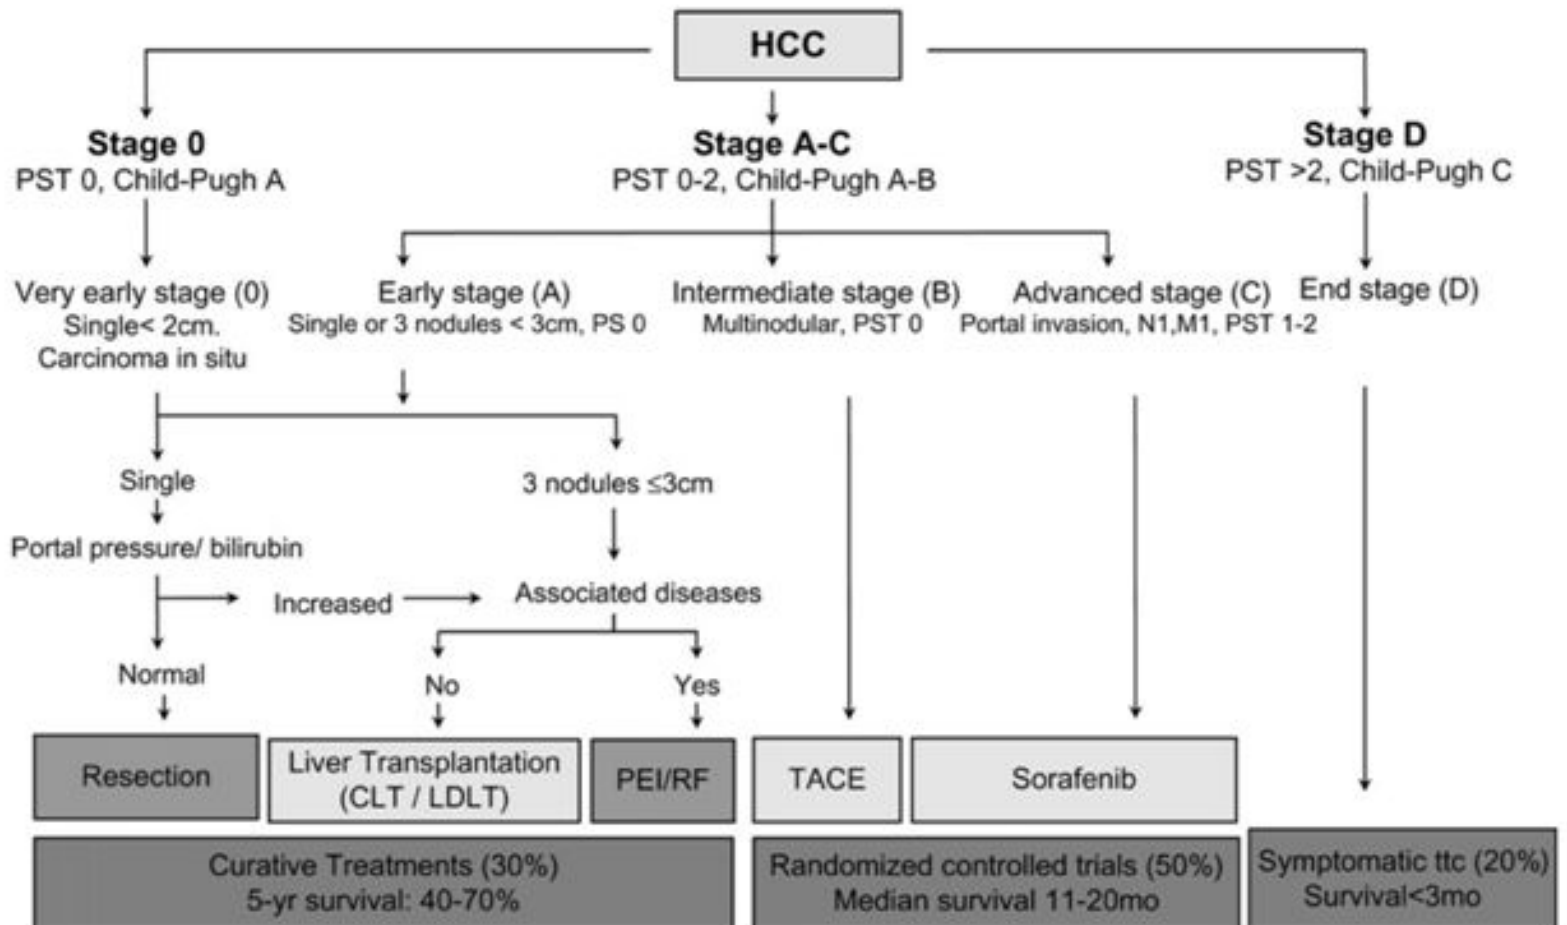 HCC
Stage 0
PST 0, Child-Pugh A
Stage A-C
PST 0-2, Child-Pugh A-B
Stage D
PST >2, Child-Pugh C
Very early stage (0)
Single< 2cm.
Carcinoma in situ
Early stage (A)
Single or 3 nodules < 3cm, PS 0
Intermediate stage (B)
Multinodular, PST 0
Advanced stage (C)
Portal invasion, N1,M1, PST 1-2
End stage (D)
Single
3 nodules ≤3cm
Portal pressure/ bilirubin
Increased
Associated diseases
Normal
No
Yes
Resection
Liver Transplantation
(CLT / LDLT)
PEI/RF
TACE
Sorafenib
Curative Treatments (30%)
5-yr survival: 40-70%
Randomized controlled trials (50%)
Median survival 11-20mo
Symptomatic ttc (20%)
Survival<3mo